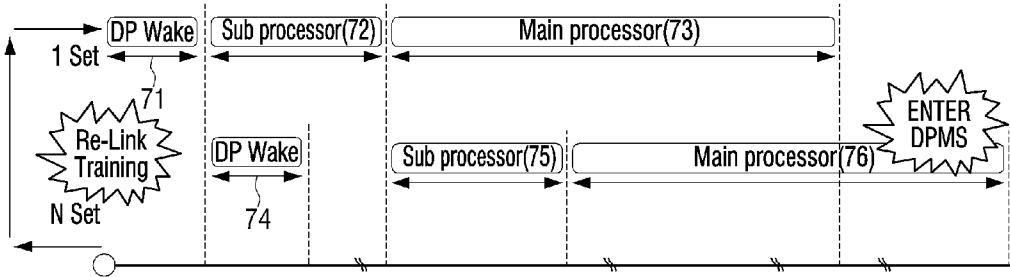 DP Wake
Sub processor(72)
Main processor(73)
1 Set
71
Re-Link
Training
ENTER
DPMS
DP Wake
Sub processor(75)
Main processor(76)
74
N Set